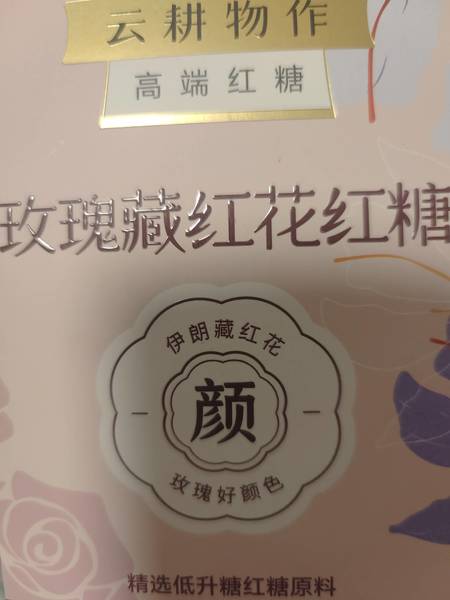 云耕物作
高端红糖
玫瑰藏红花红糖
伊朗藏红花
颜
玫瑰好颜色
精选低升糖红糖原料